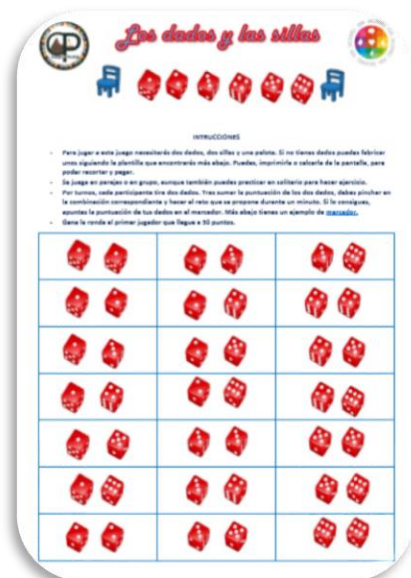 Los dados y las sillas
INTRUCCIONES
Para jugar a este juego necesitarás dos dados, dos sillas y una pelota. Si no tienes dados puedes fabricar
unos siguiendo la plantilla que encontrarás más abajo. Puedes, imprimirla o calcarla de la pantalla, para
poder recortar y pegar.
Se juega en parejas o en grupo, aunque también puedes practicar en solitario para hacer ejercicio.
Por turnos, cada participante tira dos dados. Tras sumar la puntuación de los dos dados, debes pinchar en
la combinación correspondiente y hacer el reto que se propone durante un minuto. Si lo consigues,
apuntas la puntuación de tus dados en el marcador. Más abajo tienes un ejemplo de marcador.
Gana la ronda el primer jugador que llegue a 50 puntos.